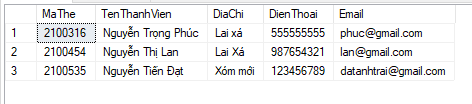 MaThe TenThanhVien DiaChi DienThoai Email
1 2100316 Nguyễn Trọng Phúc Lai xá 555555555 phuc@gmail.com
2 2100454 Nguyễn Thị Lan Lai Xá 987654321 lan@gmail.com
3 2100535 Nguyễn Tiến Đạt Xóm mới 123456789 datanhtrai@gmail.com